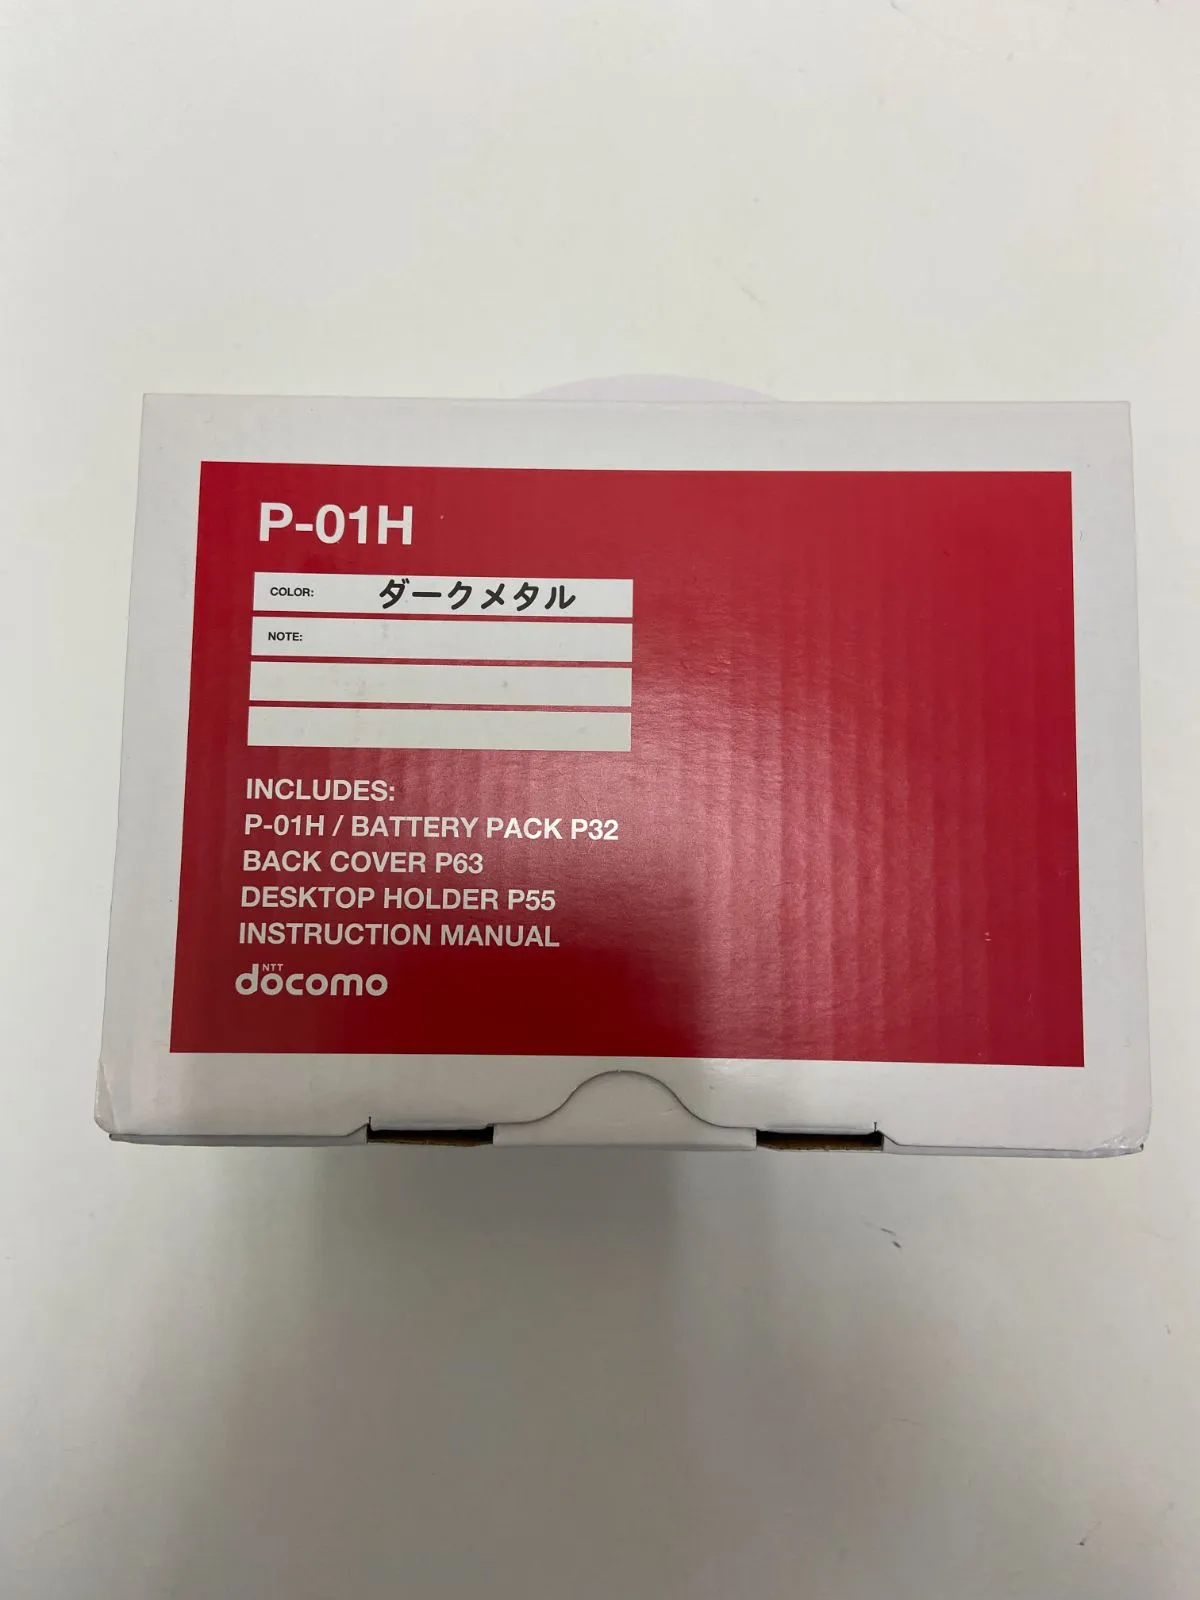 P-01H
COLOR: ダークメタル
NOTE:
INCLUDES:
P-01H / BATTERY PACK P32
BACK COVER P63
DESKTOP HOLDER P55
INSTRUCTION MANUAL
NTT
döcomo